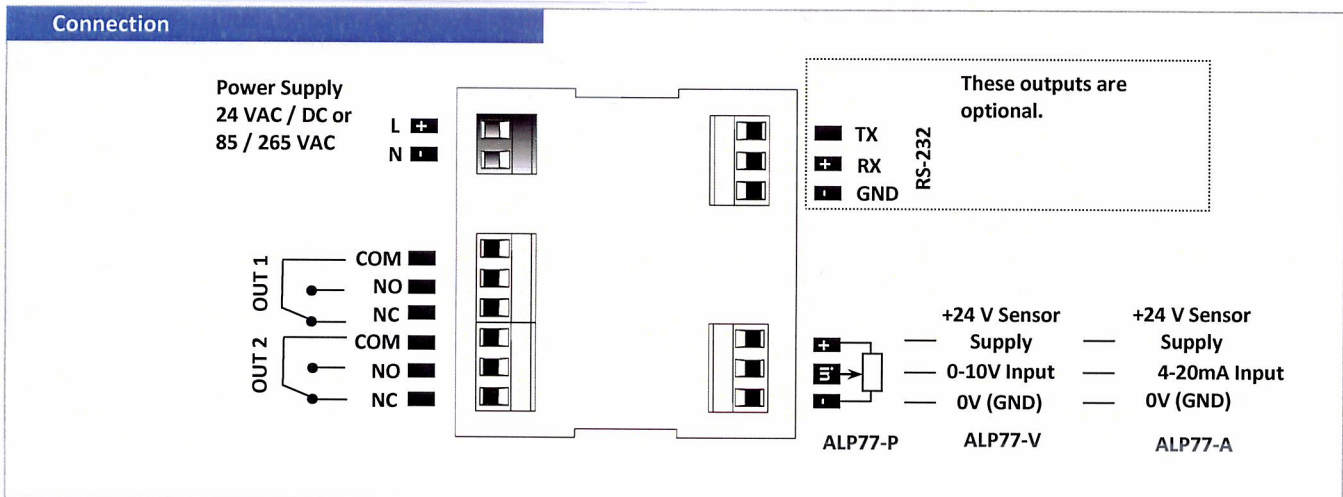 Connection
Power Supply
24 VAC / DC or
85 / 265 VAC
L +
N -
These outputs are
optional.
TX
+ RX
- GND
RS-232
OUT 1
COM
NO
NC
OUT 2
COM
NO
NC
+
-
+24 V Sensor
Supply
0-10V Input
0V (GND)
+24 V Sensor
Supply
4-20mA Input
0V (GND)
ALP77-P
ALP77-V
ALP77-A